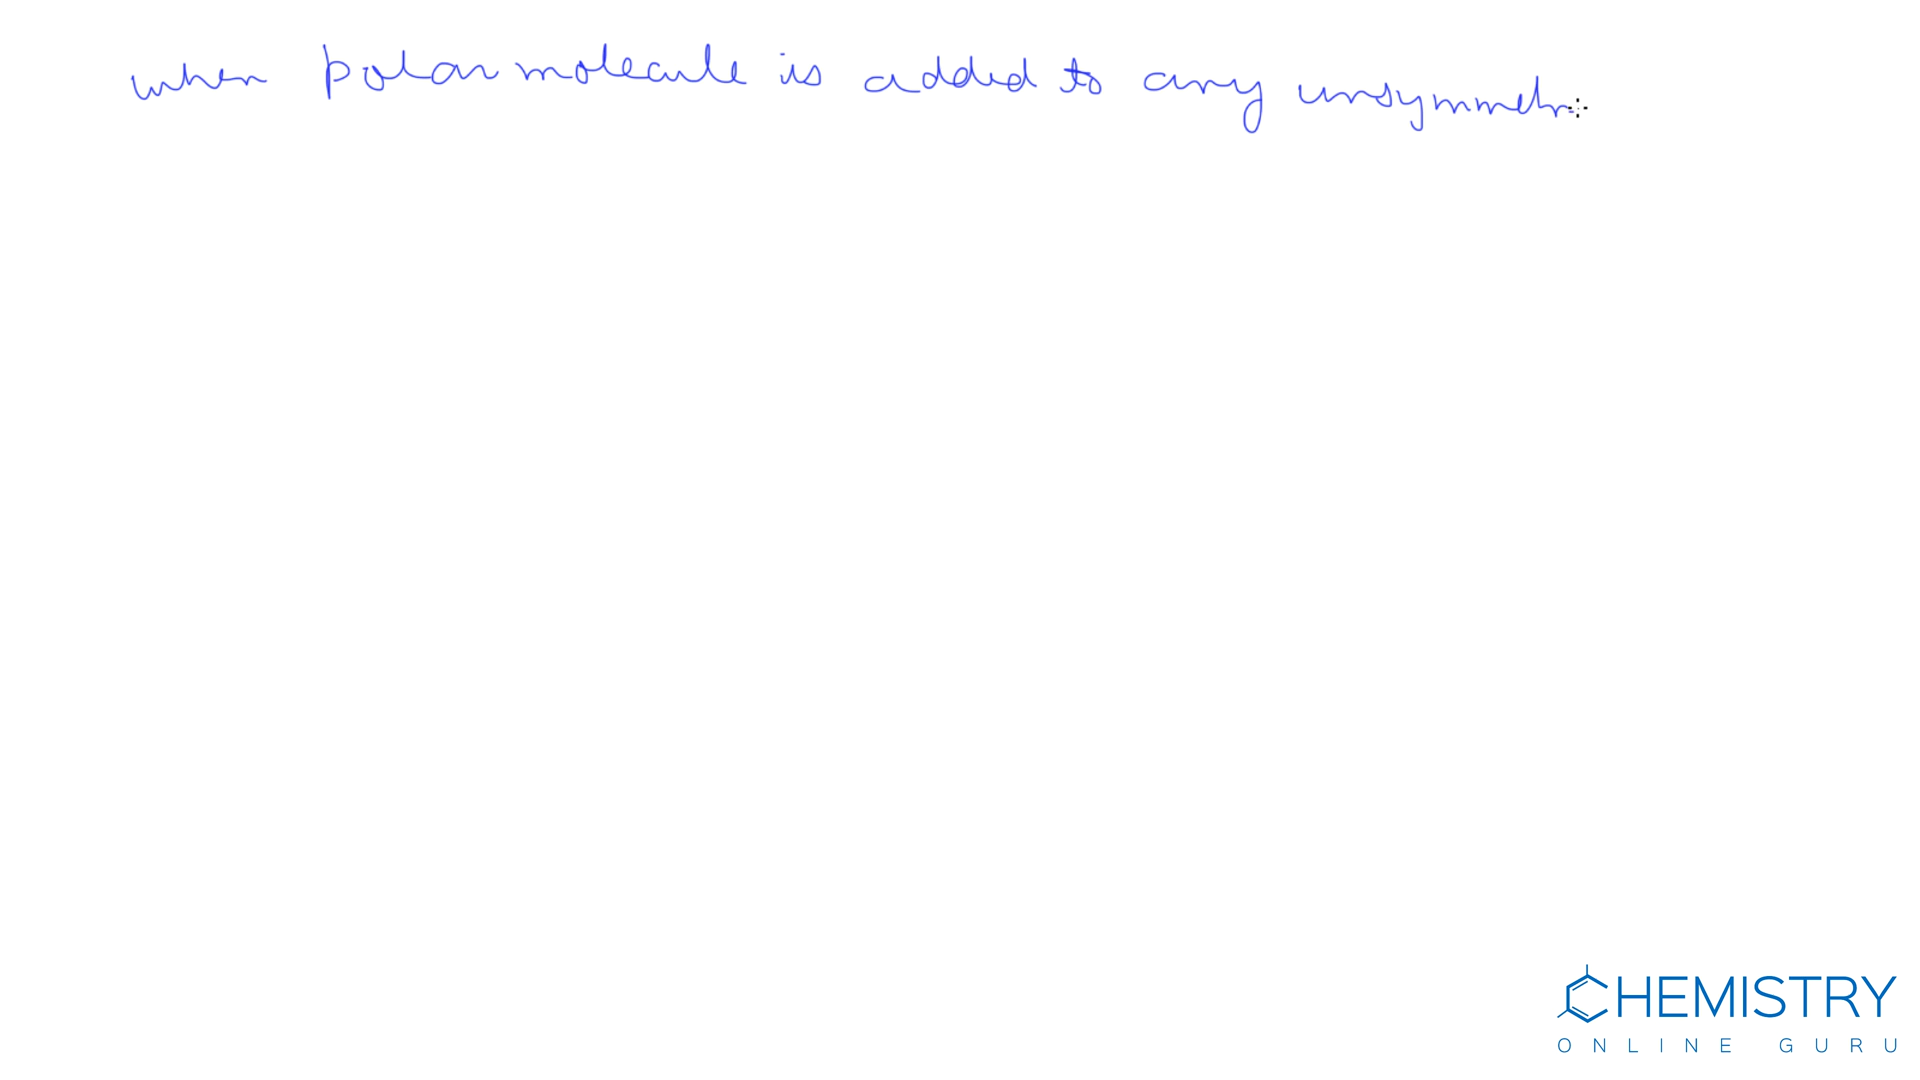 when polar molecule is added to any unsymmetr
CHEMISTRY
ONLINE GURU